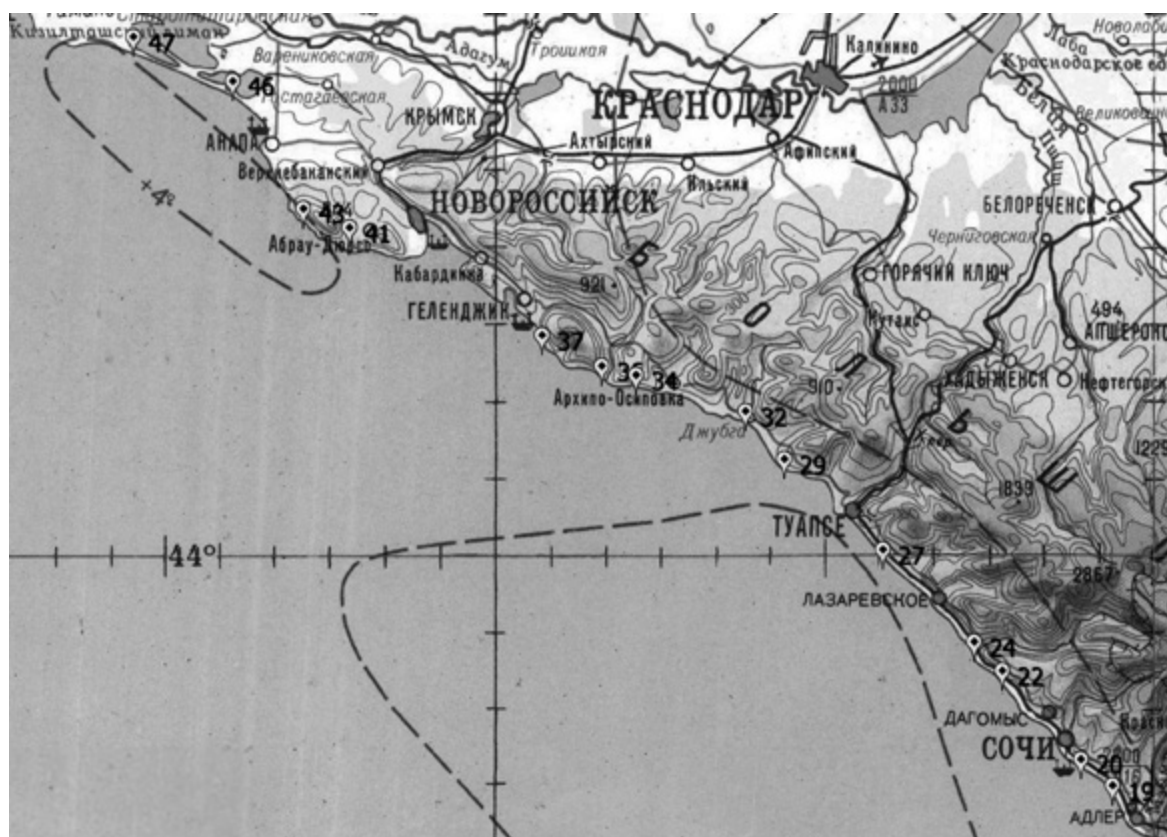 Кизилташский лиман
47
Варениковская
Адагум
Троицкая
Калинино
Лаба
Краснодарское
46
2000
А33
Белая
КРЫМСК
КРАСНОДАР
Пшиш
АНАПА
Ахтырский
Афипский
Верхнебаканский
Ильский
НОВОРОССИЙСК
БЕЛОРЕЧЕНСК
43
41
Абрау-Дюрсо
Черниговская
Кабардинка
Б
921
ГОРЯЧИЙ КЛЮЧ
ГЕЛЕНДЖИК
300
О
Кутаис
494
АПШЕРОНС
37
Л
34
910
ХАДЫЖЕНСК
Нефтегорск
Архипо-Осиповка
32
Джубга
Ь
29
1229
Ш
1839
ТУАПСЕ
44°
27
2867
ЛАЗАРЕВСКОЕ
24
22
ДАГОМЫС
СОЧИ
20
19
АДЛЕР